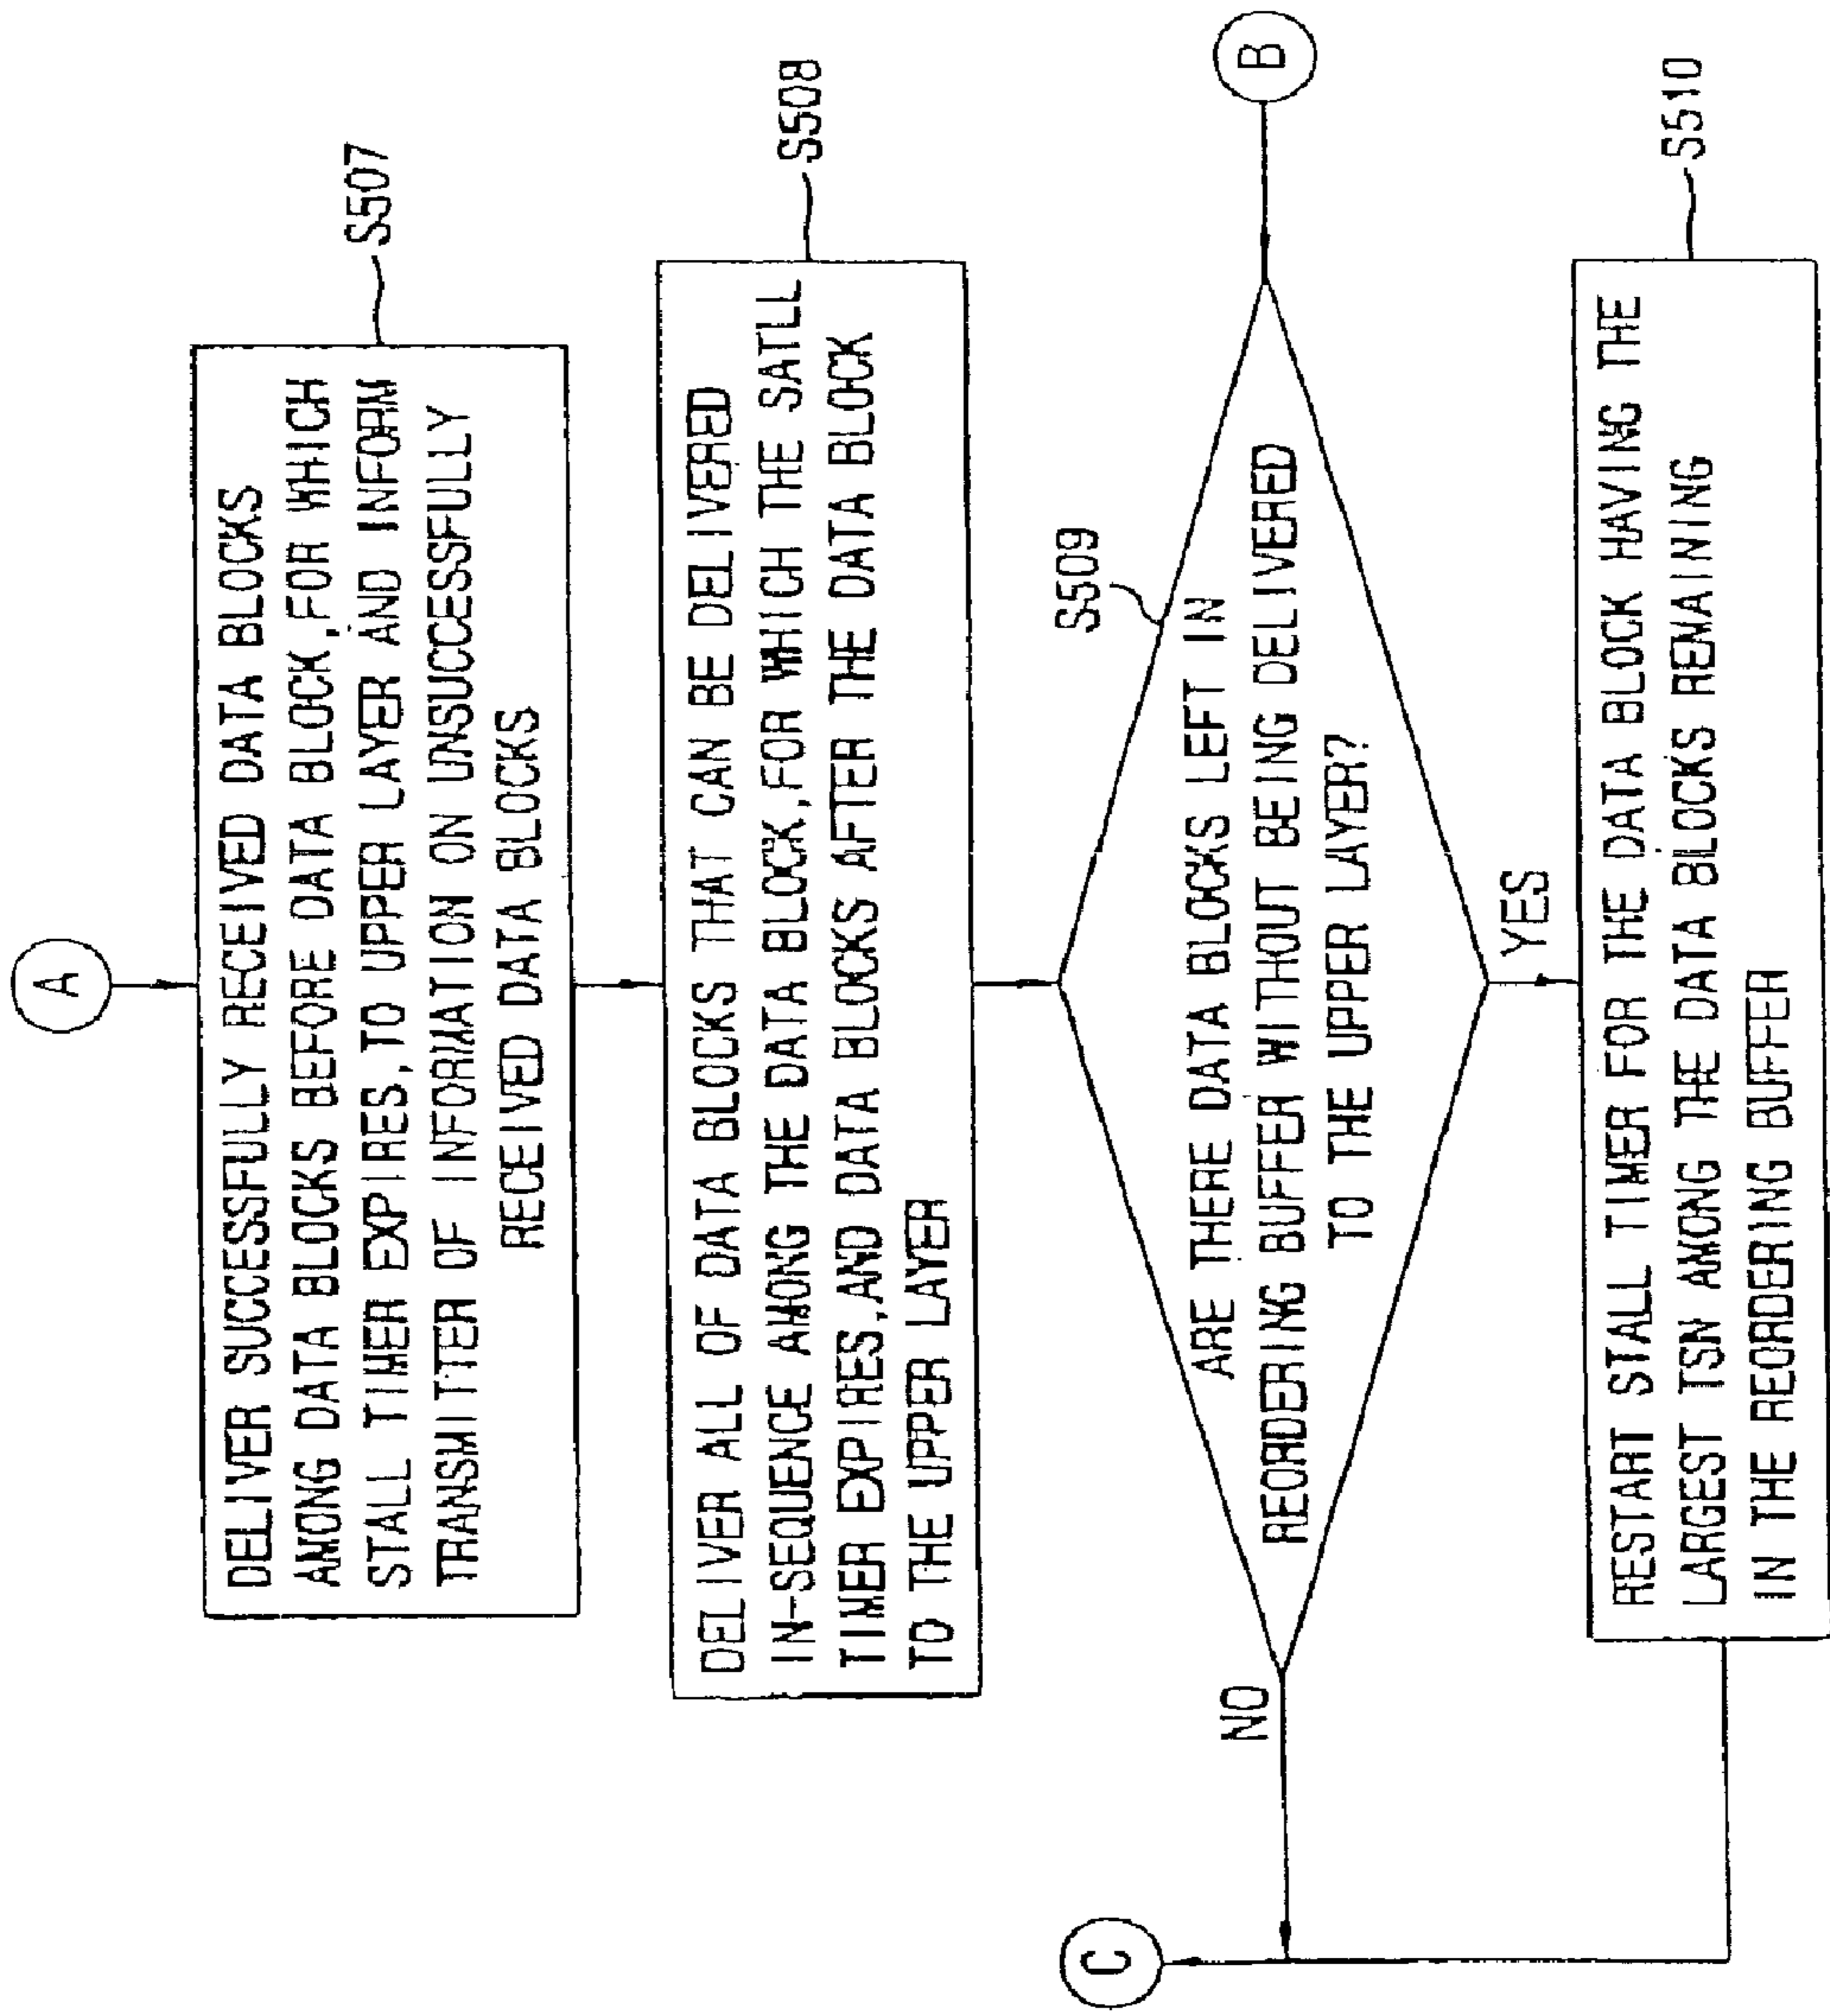 A
DELIVER SUCCESSFULLY RECEIVED DATA BLOCKS
AMONG DATA BLOCKS BEFORE DATA BLOCK,FOR WHICH
STALL TIMER EXPIRES,TO UPPER LAYER AND INFORM
TRANSMITTER OF INFORMATION ON UNSUCCESSFULLY
RECEIVED DATA BLOCKS
S507
DELIVER ALL OF DATA BLOCKS THAT CAN BE DELIVERED
IN-SEQUENCE AMONG THE DATA BLOCK,FOR WHICH THE SATLL
TIMER EXPIRES,AND DATA BLOCKS AFTER THE DATA BLOCK
TO THE UPPER LAYER
S508
S509
ARE THERE DATA BLOCKS LEFT IN
REORDERING BUFFER WITHOUT BEING DELIVERED
TO THE UPPER LAYER?
B
NO
YES
C
RESTART STALL TIMER FOR THE DATA BLOCK HAVING THE
LARGEST TSN AMONG THE DATA BLOCKS REMAINING
IN THE REORDERING BUFFER
S510